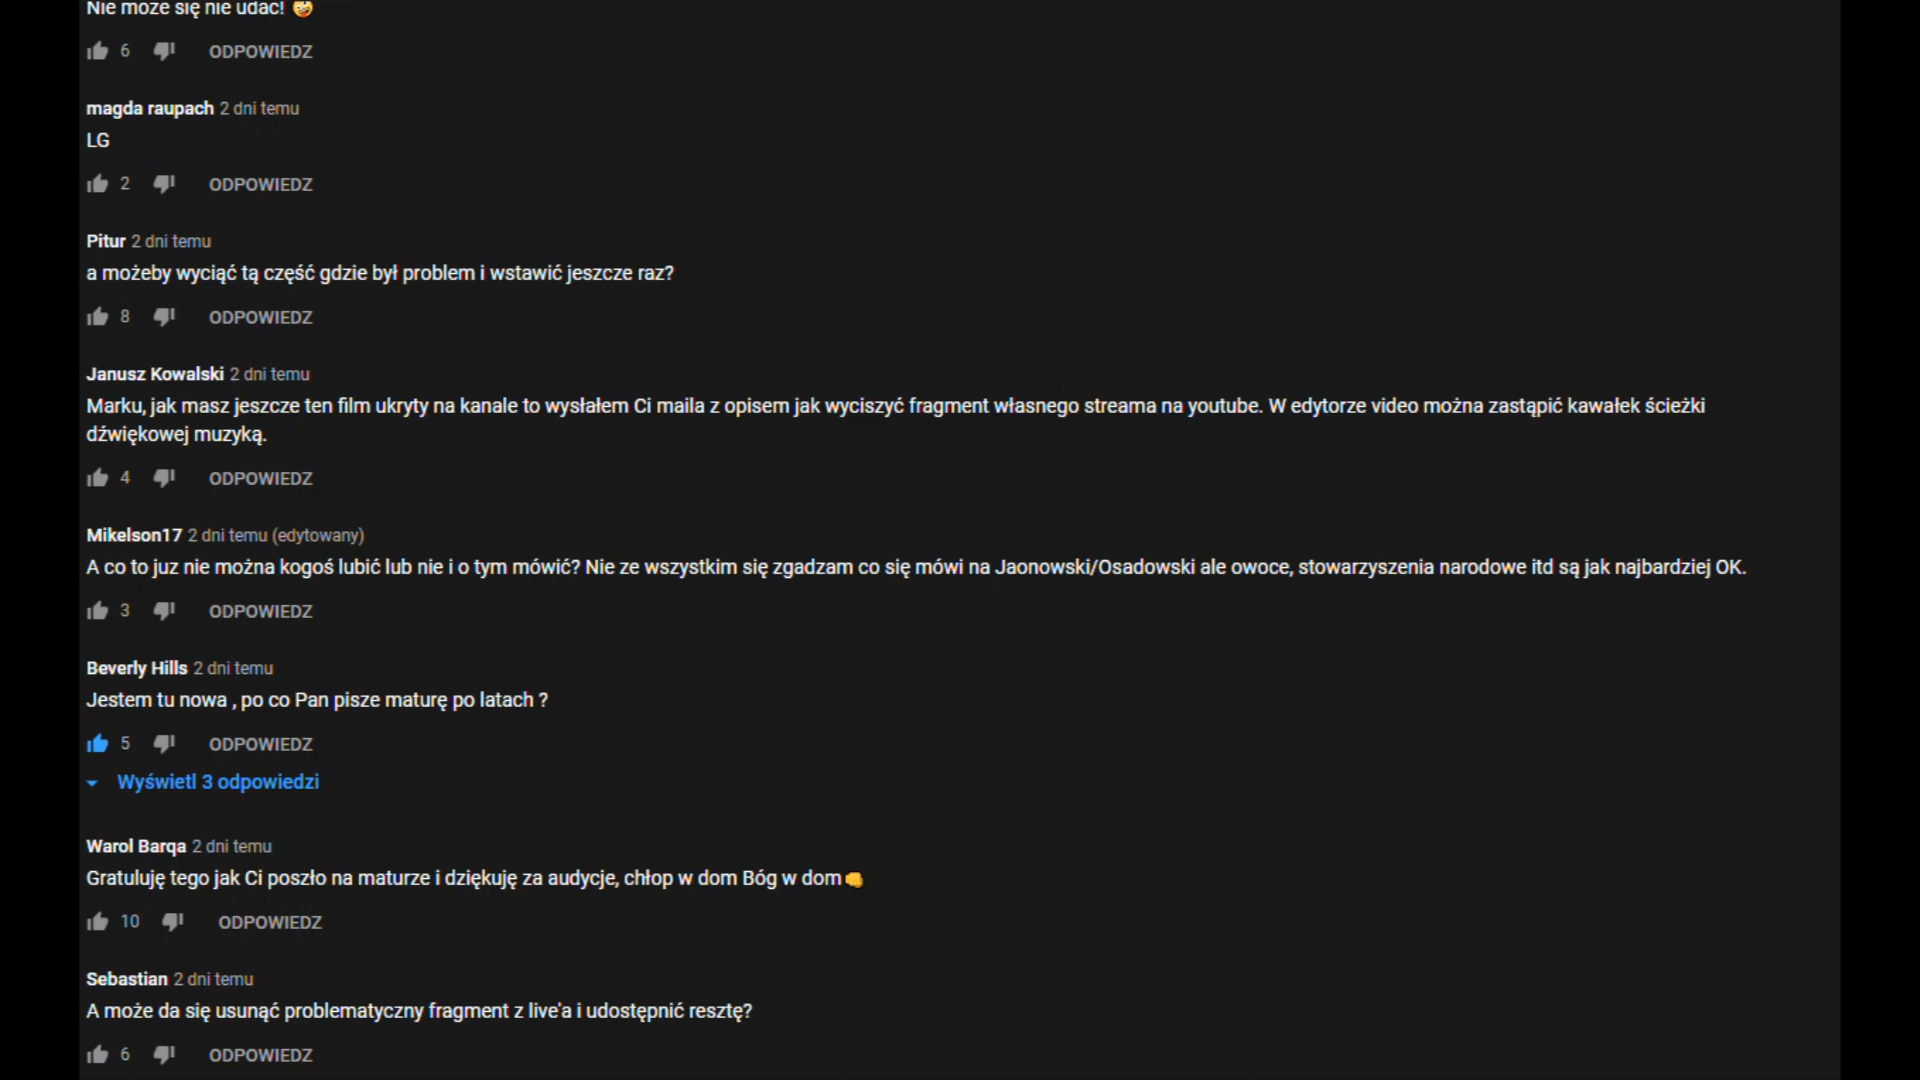 Nie może się nie udać! 🤪
6 ODPOWIEDZ
magda raupach 2 dni temu
LG
2 ODPOWIEDZ
Pitur 2 dni temu
a możeby wyciąć tą część gdzie był problem i wstawić jeszcze raz?
8 ODPOWIEDZ
Janusz Kowalski 2 dni temu
Marku, jak masz jeszcze ten film ukryty na kanale to wysłałem Ci maila z opisem jak wyciszyć fragment własnego streama na youtube. W edytorze video można zastąpić kawałek ścieżki
dźwiękowej muzyką.
4 ODPOWIEDZ
Mikelson17 2 dni temu (edytowany)
A co to juz nie można kogoś lubić lub nie i o tym mówić? Nie ze wszystkim się zgadzam co się mówi na Jaonowski/Osadowski ale owoce, stowarzyszenia narodowe itd są jak najbardziej OK.
3 ODPOWIEDZ
Beverly Hills 2 dni temu
Jestem tu nowa , po co Pan pisze maturę po latach ?
5 ODPOWIEDZ
Wyświetl 3 odpowiedzi
Warol Barqa 2 dni temu
Gratuluję tego jak Ci poszło na maturze i dziękuję za audycje, chłop w dom Bóg w dom🤜
10 ODPOWIEDZ
Sebastian 2 dni temu
A może da się usunąć problematyczny fragment z live'a i udostępnić resztę?
6 ODPOWIEDZ